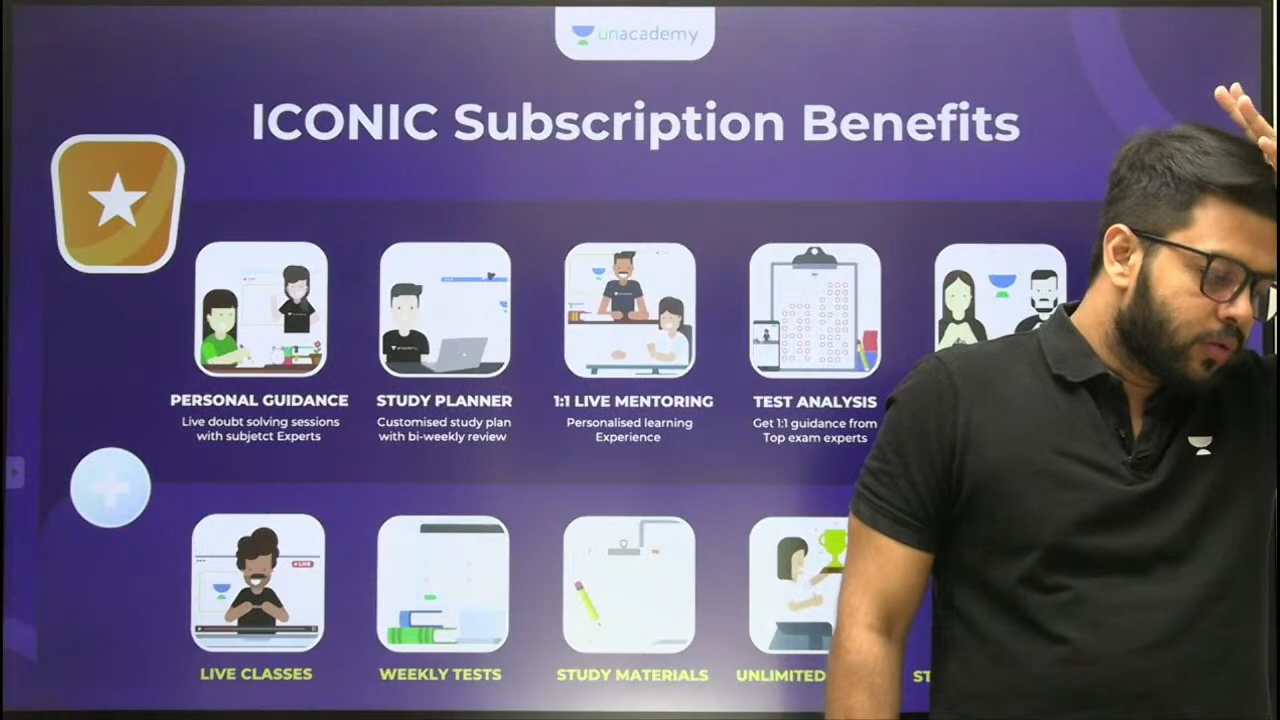 unacademy
ICONIC Subscription Benefits
PERSONAL GUIDANCE
Live doubt solving sessions
with subjetct Experts
STUDY PLANNER
Customised study plan
with bi-weekly review
1:1 LIVE MENTORING
Personalised learning
Experience
TEST ANALYSIS
Get 1:1 guidance from
Top exam experts
LIVE
LIVE CLASSES
WEEKLY TESTS
STUDY MATERIALS
UNLIMITED
ST